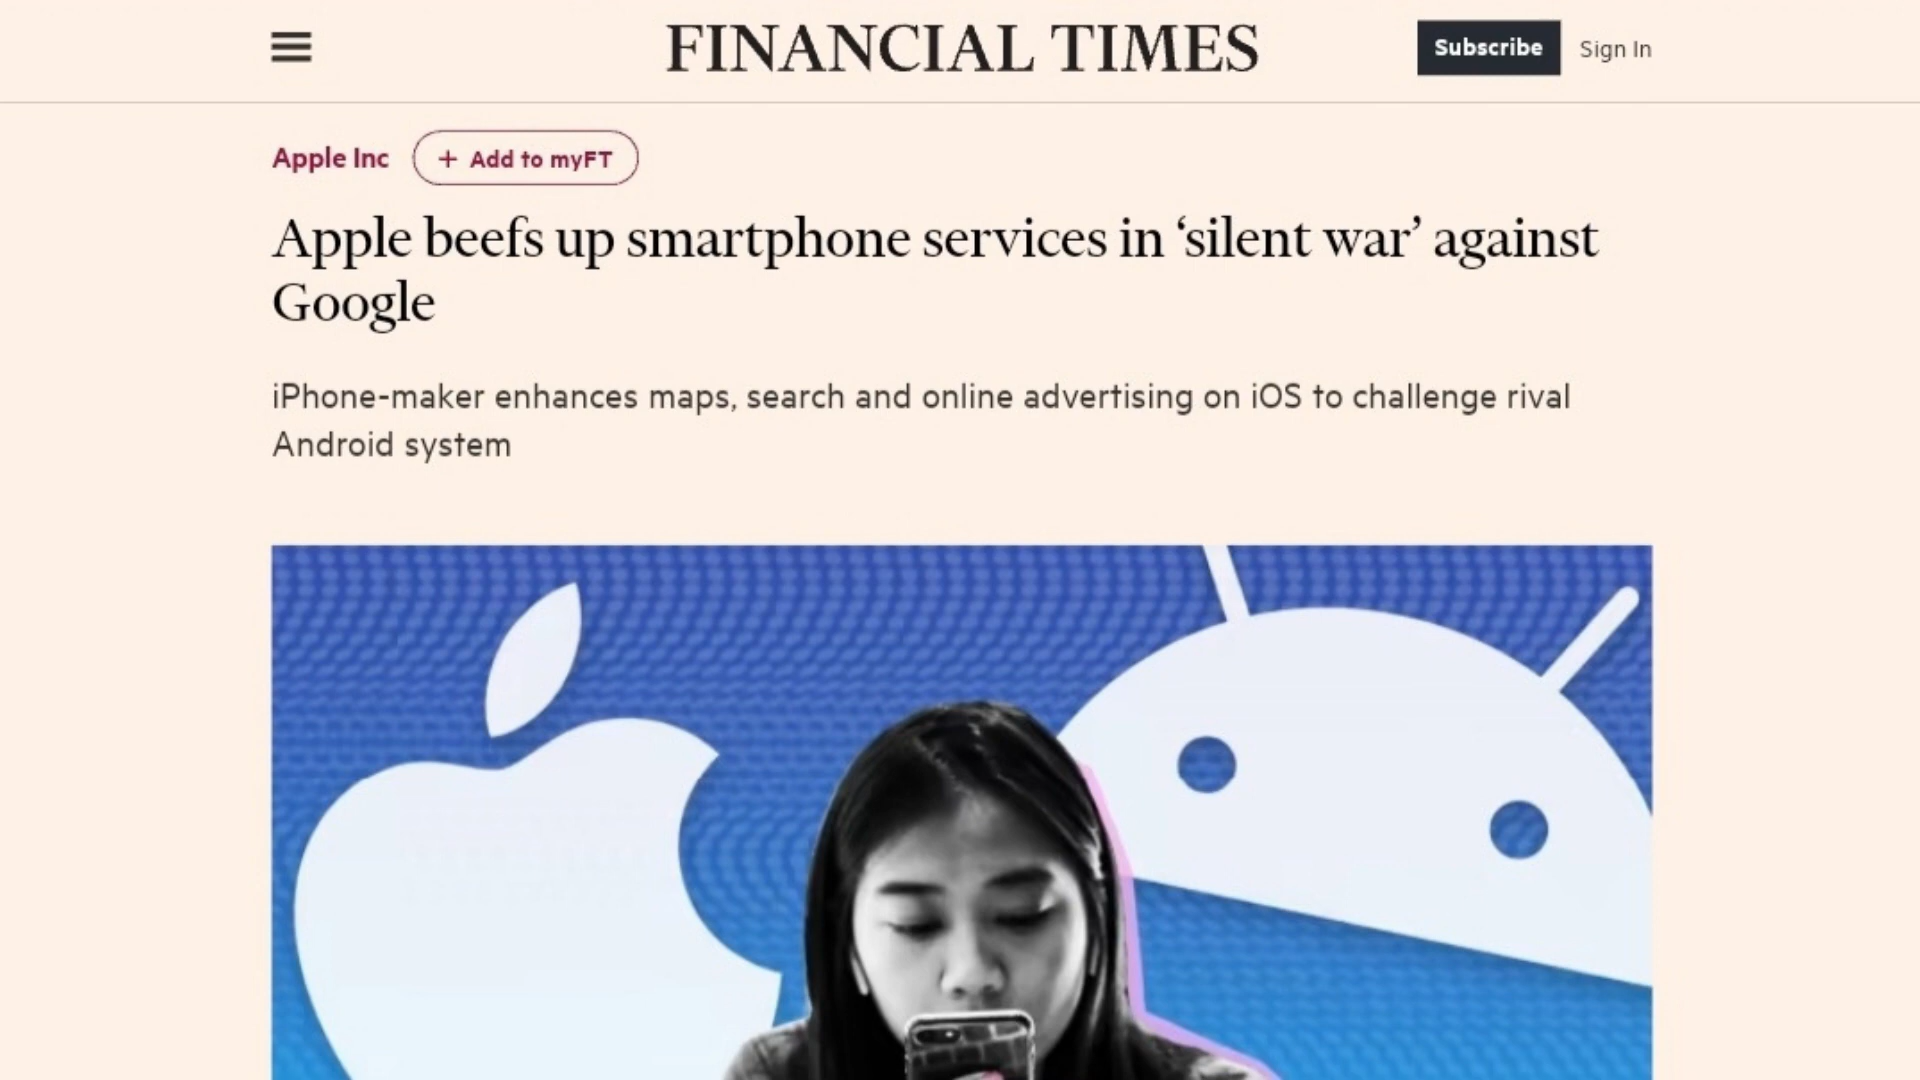 FINANCIAL TIMES
Subscribe
Sign In
Apple Inc
+ Add to myFT
Apple beefs up smartphone services in ‘silent war’ against
Google
iPhone-maker enhances maps, search and online advertising on iOS to challenge rival
Android system